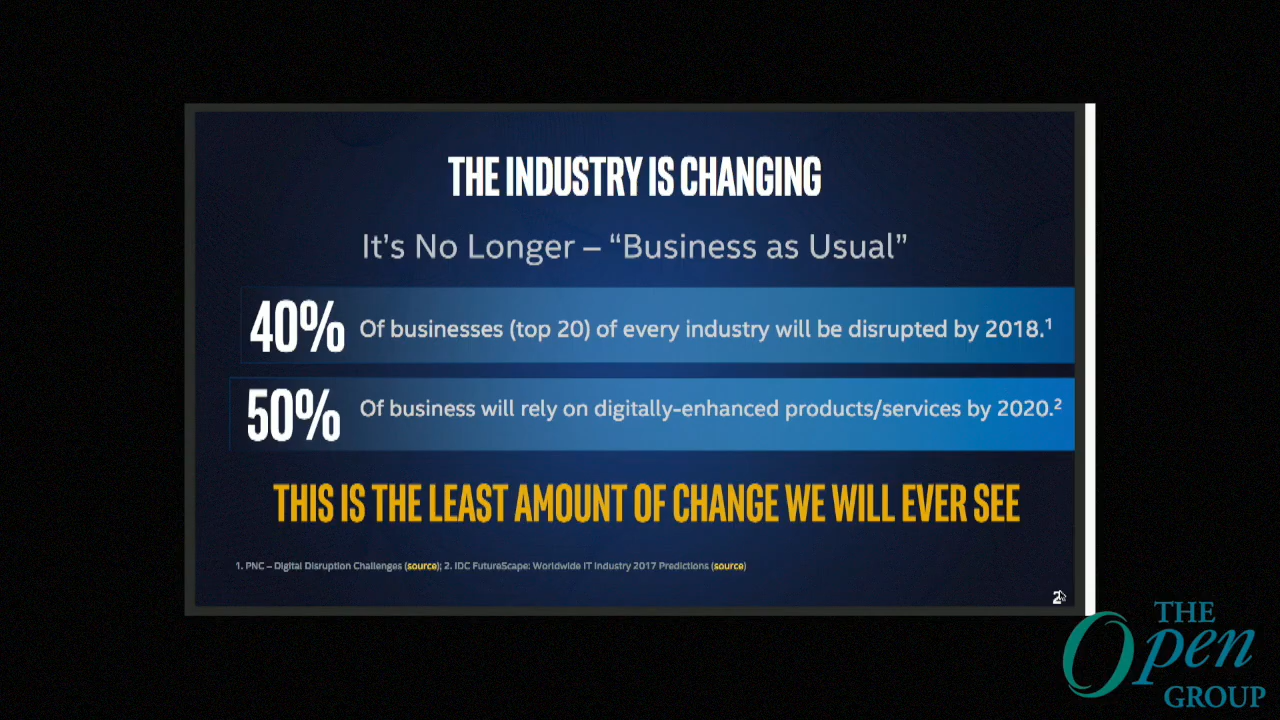 THE INDUSTRY IS CHANGING
It's No Longer – “Business as Usual”
40% Of businesses (top 20) of every industry will be disrupted by 2018.¹
50% Of business will rely on digitally-enhanced products/services by 2020.²
THIS IS THE LEAST AMOUNT OF CHANGE WE WILL EVER SEE
1. PNC – Digital Disruption Challenges (source); 2. IDC FutureScape: Worldwide IT Industry 2017 Predictions (source)
2
THE
Open
GROUP